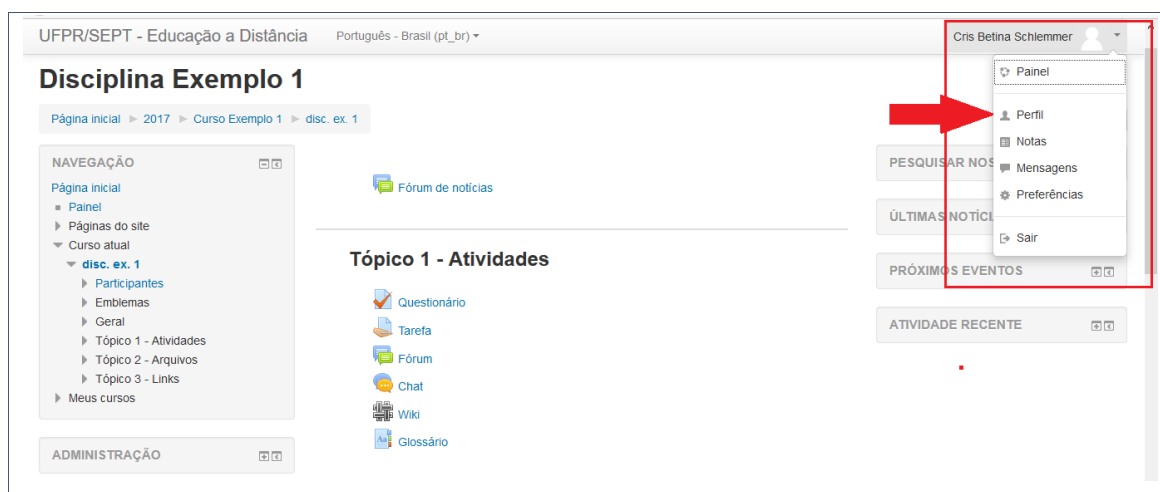 UFPR/SEPT - Educação a Distância
Português - Brasil (pt_br)
Cris Betina Schlemmer
Disciplina Exemplo 1
Página inicial 2017 Curso Exemplo 1 disc. ex. 1
Painel
Perfil
Notas
Mensagens
Preferências
Sair
NAVEGAÇÃO
Página inicial
Painel
Páginas do site
Curso atual
disc. ex. 1
Participantes
Emblemas
Geral
Tópico 1 - Atividades
Tópico 2 - Arquivos
Tópico 3 - Links
Meus cursos
ADMINISTRAÇÃO
Fórum de notícias
Tópico 1 - Atividades
Questionário
Tarefa
Fórum
Chat
Wiki
Glossário
PESQUISAR NOS
ÚLTIMAS
PRÓXIMOS EVENTOS
ATIVIDADE RECENTE